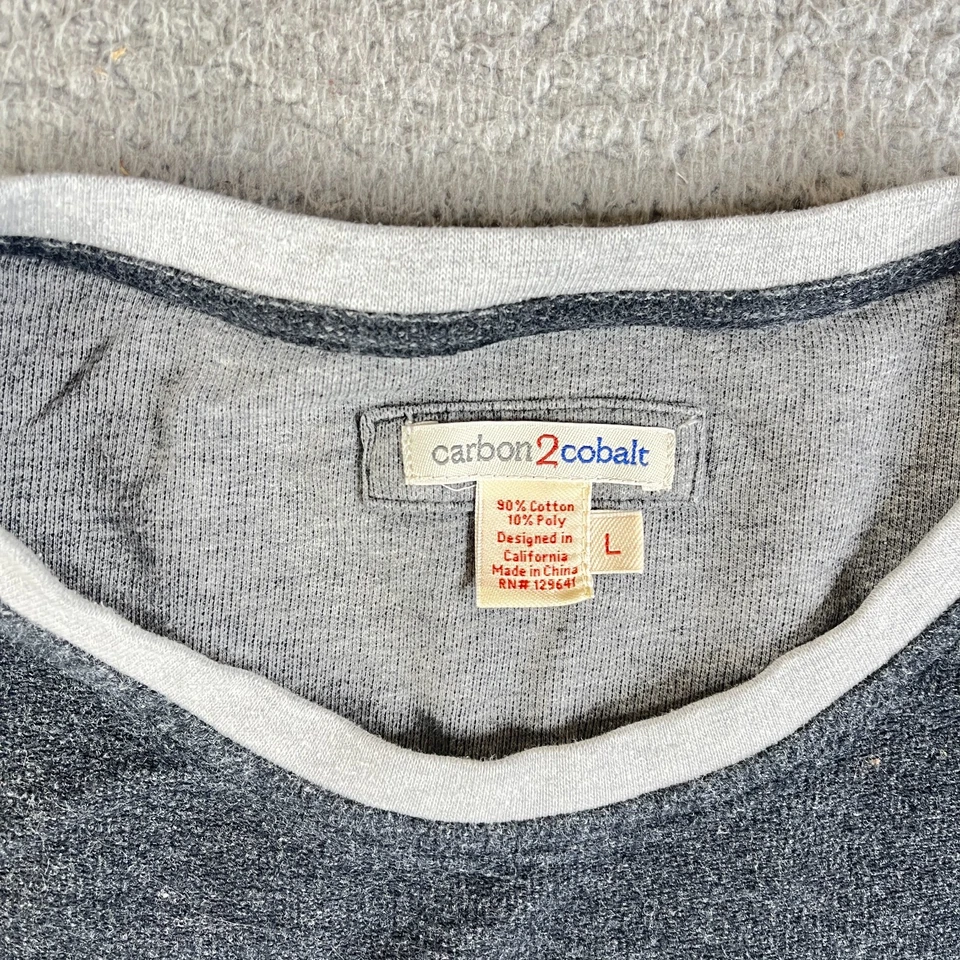 carbon2cobalt
90% Cotton
10% Poly
Designed in
California
Made in China
RN# 129641
L